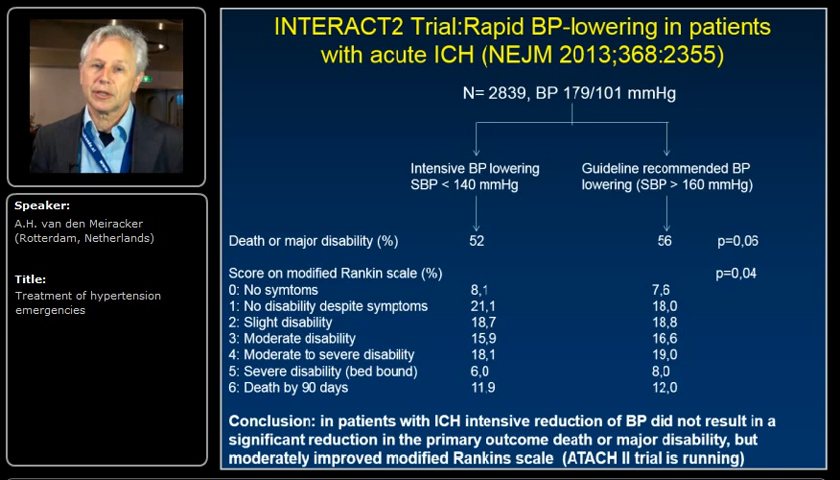 INTERACT2 Trial:Rapid BP-lowering in patients
with acute ICH (NEJM 2013;368:2355)
N= 2839, BP 179/101 mmHg
Intensive BP lowering
SBP < 140 mmHg
Guideline recommended BP
lowering (SBP > 160 mmHg)
Death or major disability (%) 52 56 p=0,06
Score on modified Rankin scale (%) p=0,04
0: No symtoms 8,1 7,6
1: No disability despite symptoms 21,1 18,0
2: Slight disability 18,7 18,8
3: Moderate disability 15,9 16,6
4: Moderate to severe disability 18,1 19,0
5: Severe disability (bed bound) 6,0 8,0
6: Death by 90 days 11,9 12,0
Conclusion: in patients with ICH intensive reduction of BP did not result in a
significant reduction in the primary outcome death or major disability, but
moderately improved modified Rankins scale (ATACH II trial is running)
Speaker:
A.H. van den Meiracker
(Rotterdam, Netherlands)
Title:
Treatment of hypertension
emergencies